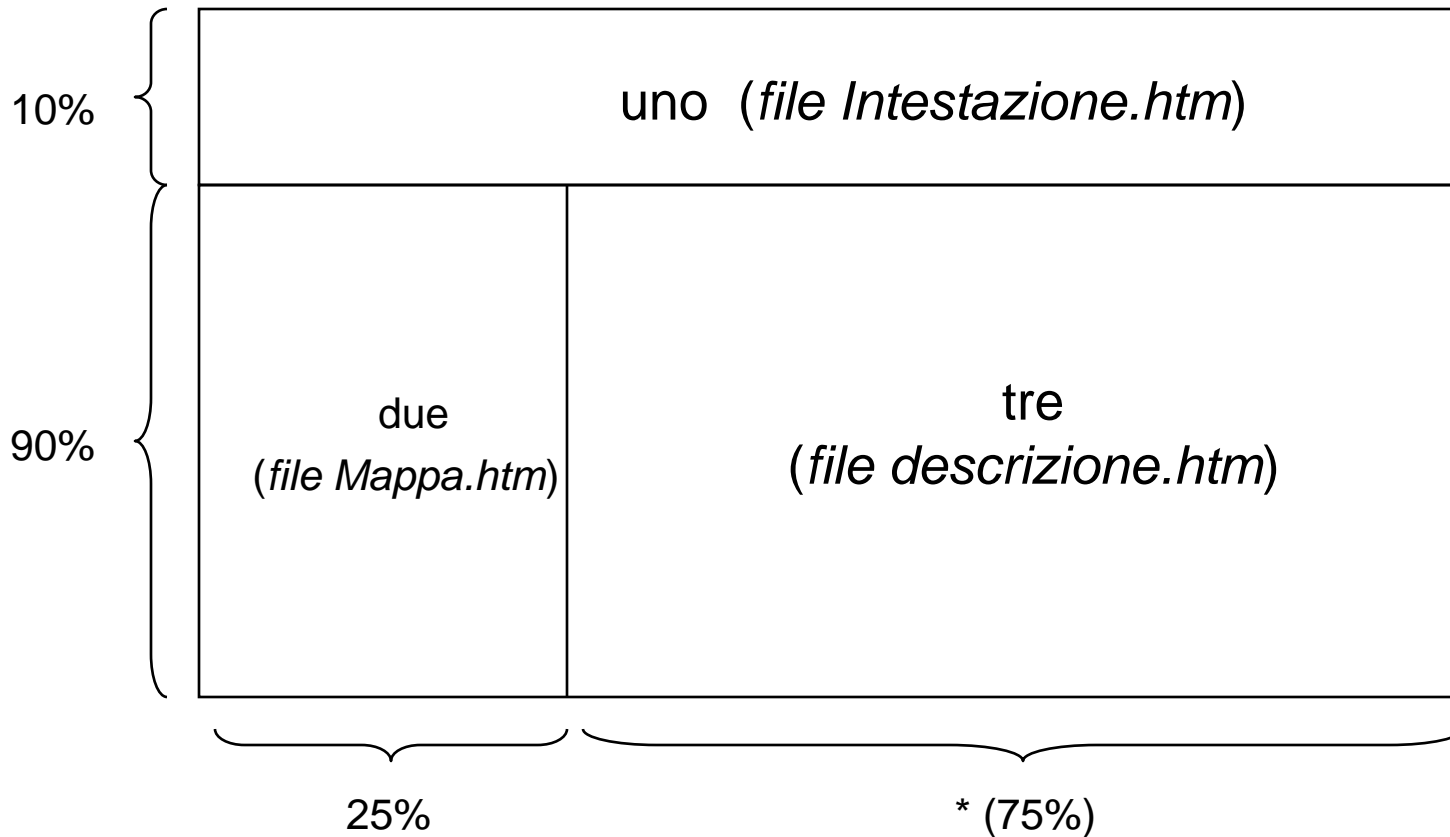 10%
uno (file Intestazione.htm)
90%
due
(file Mappa.htm)
tre
(file descrizione.htm)
25%
* (75%)